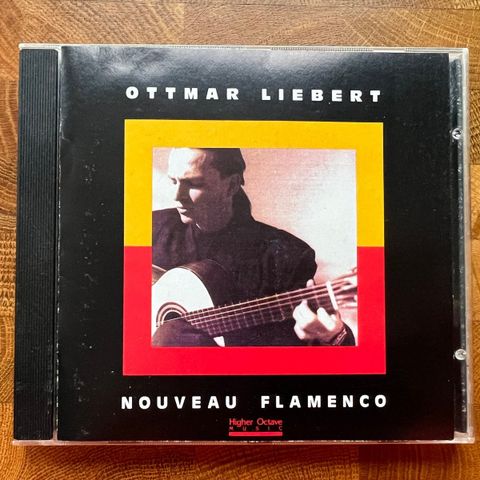 OTTMAR LIEBERT
NOUVEAU FLAMENCO
Higher Octave
MUSIC